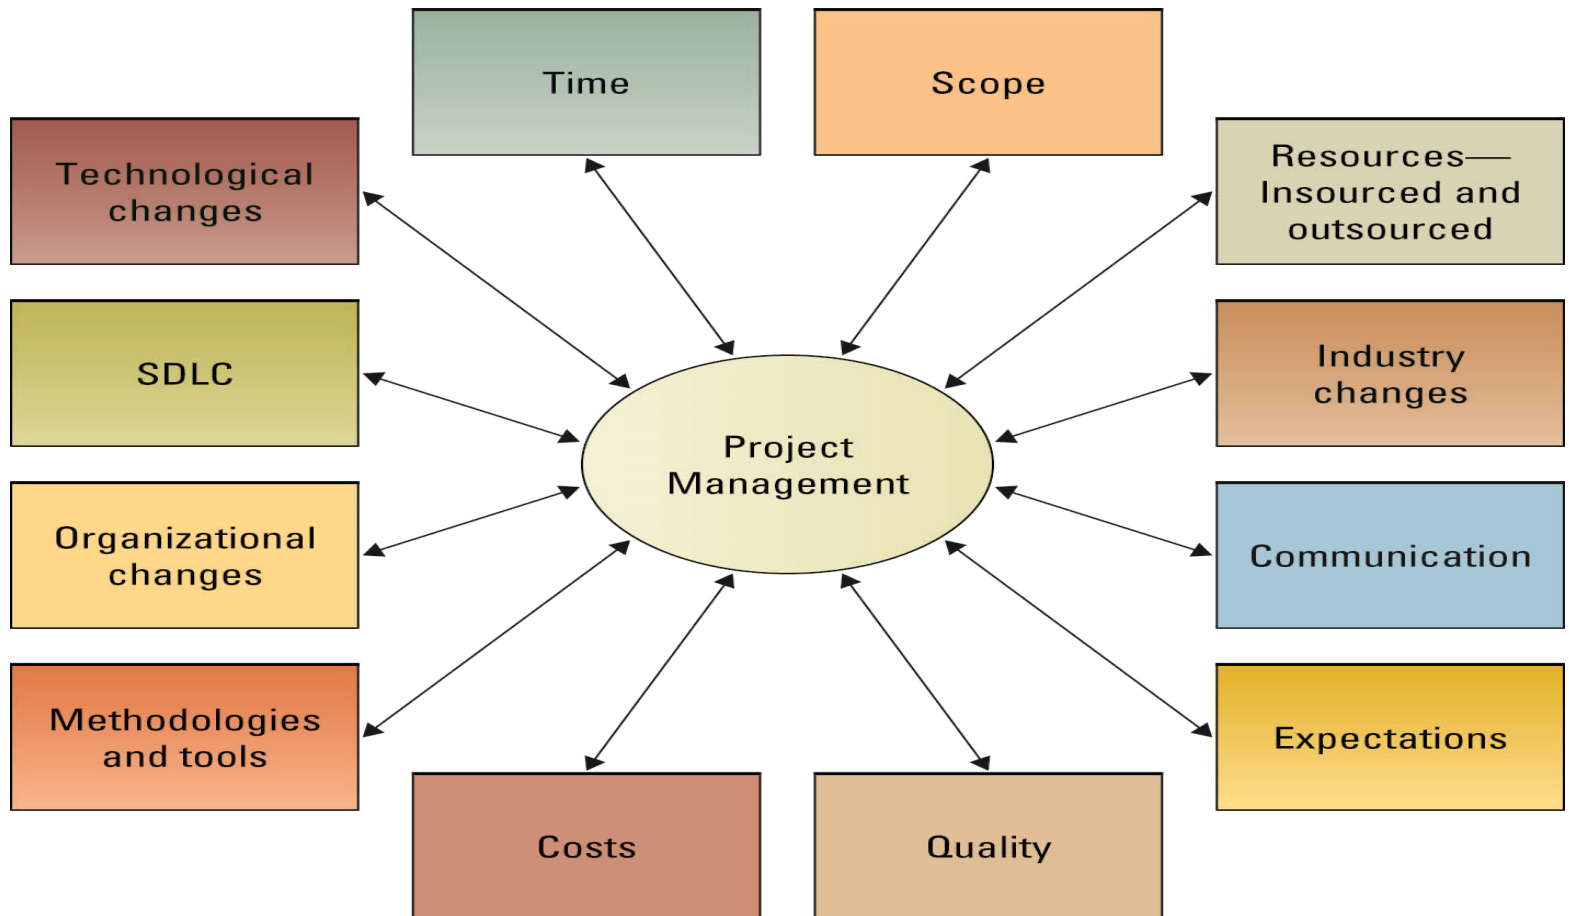 Time
Scope
Technological
changes
Resources—
Insourced and
outsourced
SDLC
Industry
changes
Project
Management
Organizational
changes
Communication
Methodologies
and tools
Expectations
Costs
Quality